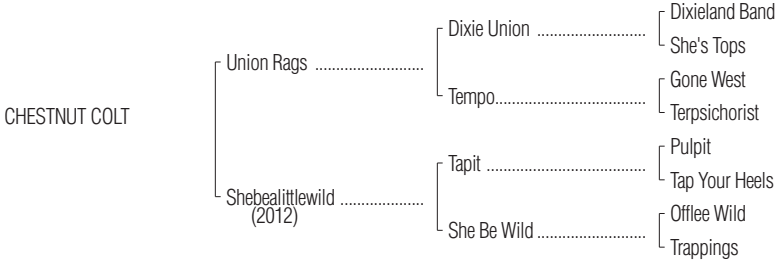 Dixieland Band
Dixie Union ..........................
She's Tops
Union Rags ..........................
Gone West
Tempo....................................
Terpsichorist
CHESTNUT COLT
Pulpit
Tapit ......................................
Tap Your Heels
Shebealittlewild ....................
(2012)
Offlee Wild
She Be Wild ..........................
Trappings